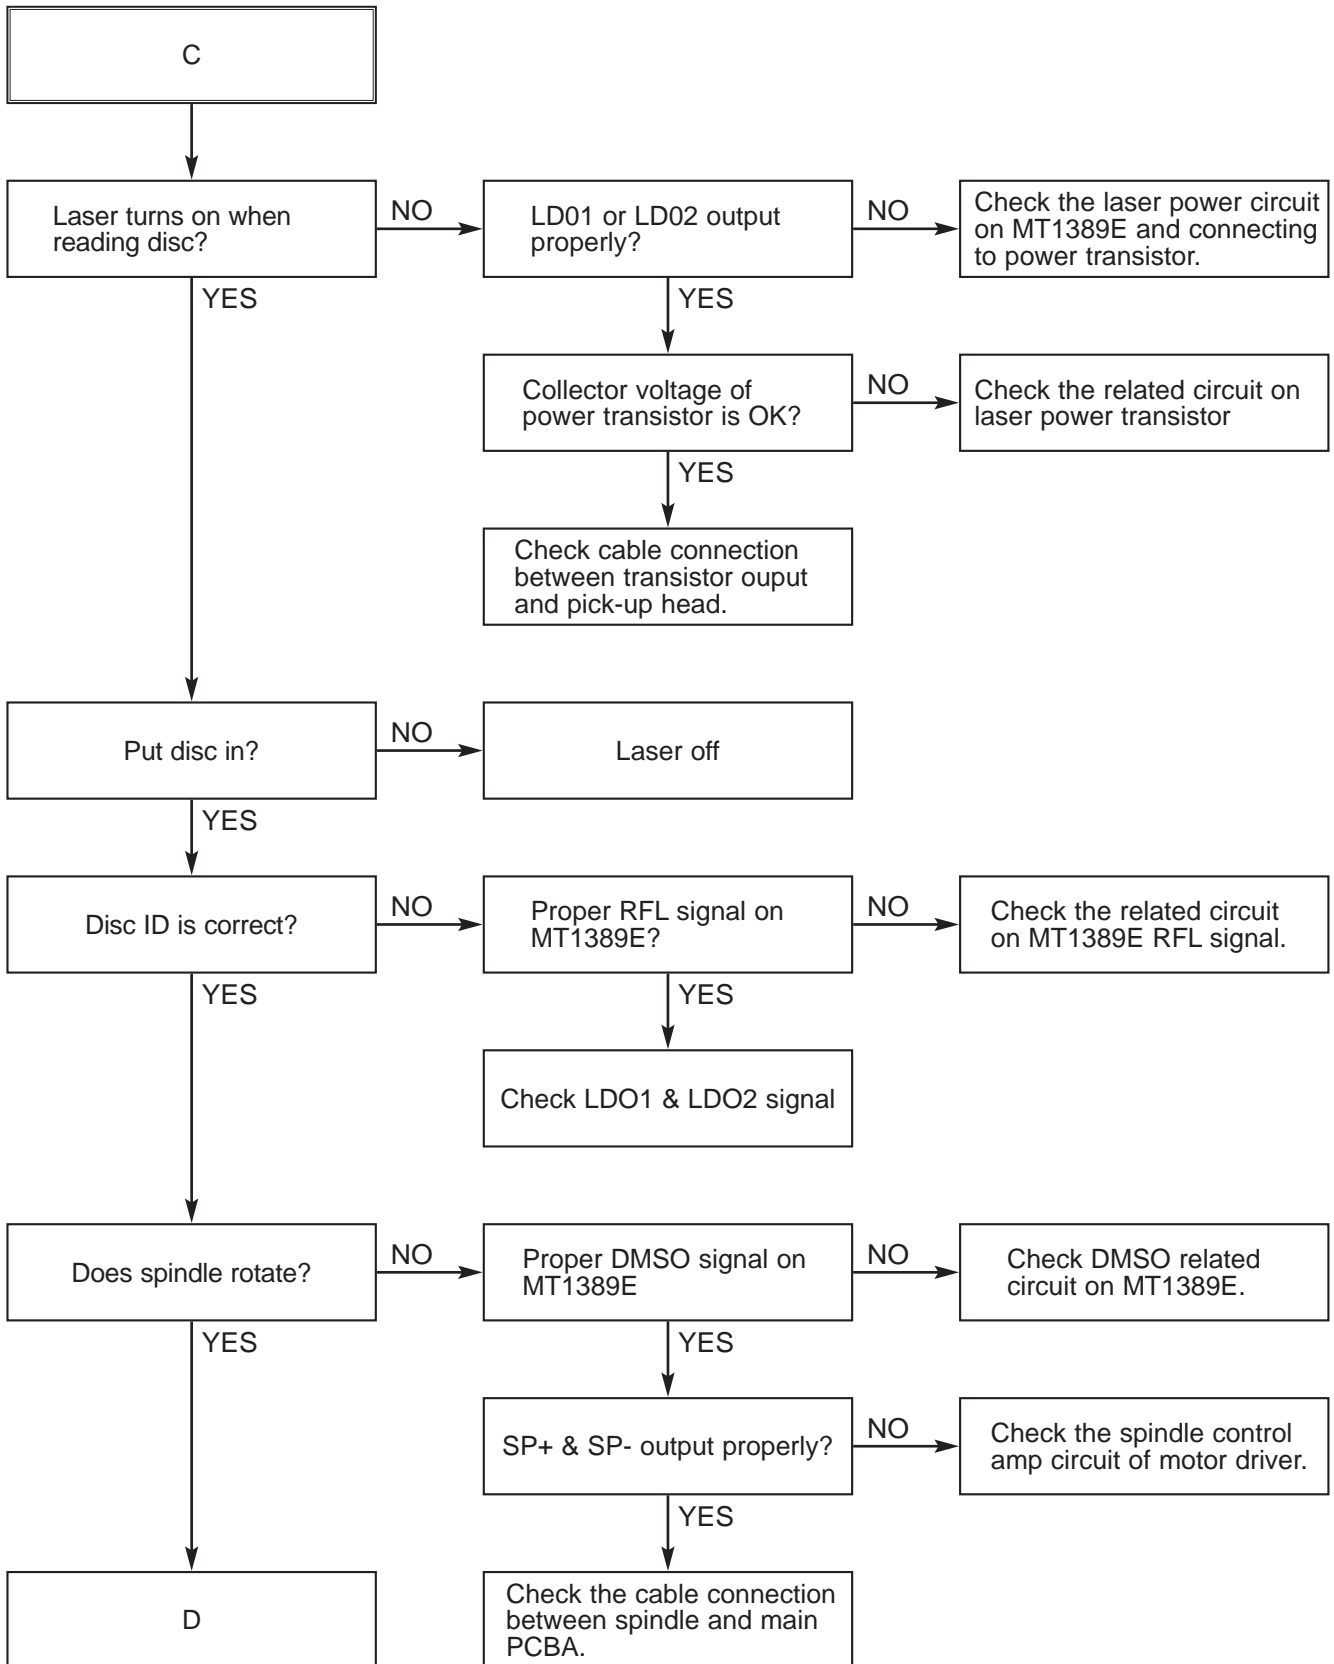 C
Laser turns on when
reading disc?
NO
LD01 or LD02 output
properly?
NO
Check the laser power circuit
on MT1389E and connecting
to power transistor.
YES
YES
Collector voltage of
power transistor is OK?
NO
Check the related circuit on
laser power transistor
YES
Check cable connection
between transistor ouput
and pick-up head.
Put disc in?
NO
Laser off
YES
Disc ID is correct?
NO
Proper RFL signal on
MT1389E?
NO
Check the related circuit
on MT1389E RFL signal.
YES
YES
Check LDO1 & LDO2 signal
Does spindle rotate?
NO
Proper DMSO signal on
MT1389E
NO
Check DMSO related
circuit on MT1389E.
YES
YES
SP+ & SP- output properly?
NO
Check the spindle control
amp circuit of motor driver.
YES
D
Check the cable connection
between spindle and main
PCBA.